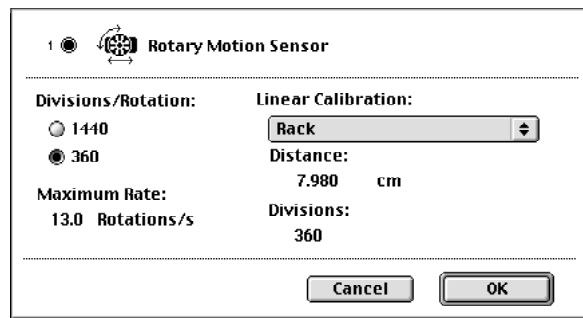 1 Rotary Motion Sensor
Divisions/Rotation:
1440
360
Maximum Rate:
13.0 Rotations/s
Linear Calibration:
Rack
Distance:
7.980 cm
Divisions:
360
Cancel OK